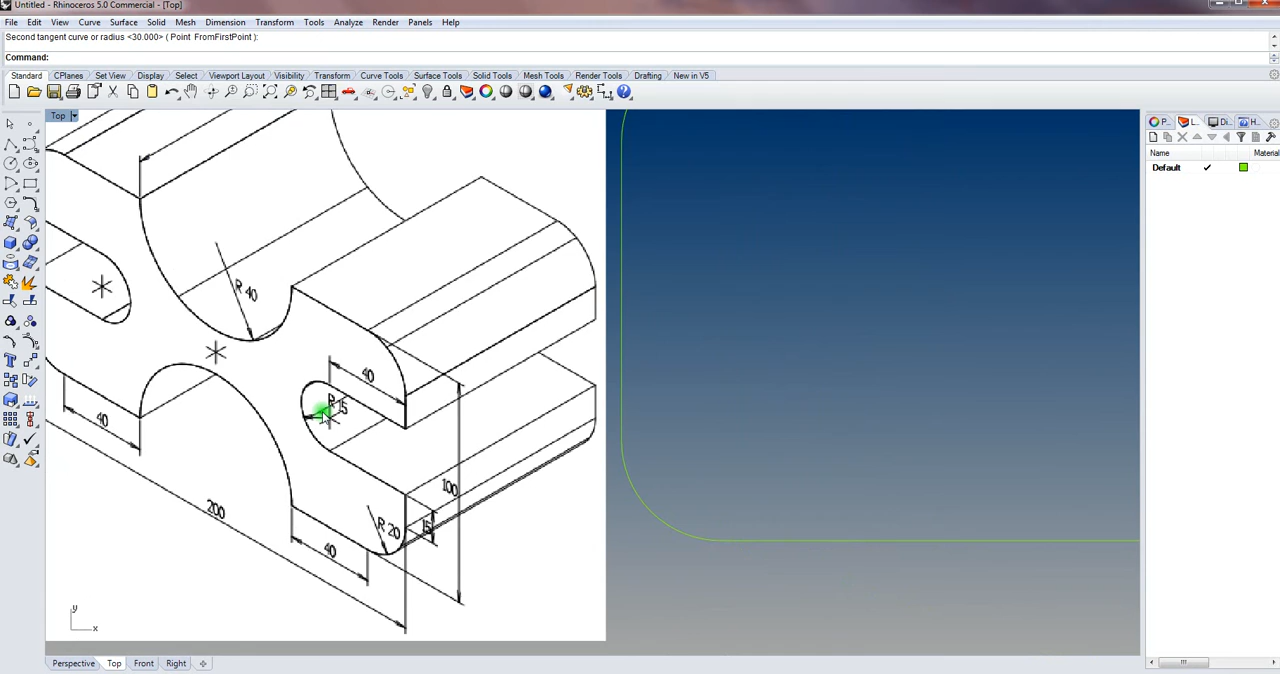 Untitled - Rhinoceros 5.0 Commercial - [Top]
File Edit View Curve Surface Solid Mesh Dimension Transform Tools Analyze Render Panels Help
Second tangent curve or radius <30.000> ( Point FromFirstPoint ):
Command:
Standard CPlanes Set View Display Select Viewport Layout Visibility Transform Curve Tools Surface Tools Solid Tools Mesh Tools Render Tools Drafting New in V5
Top
P... L... Di... H...
Name Material
Default
R 40
40
R 15
40
100
15
R 20
200
40
y
x
Perspective Top Front Right